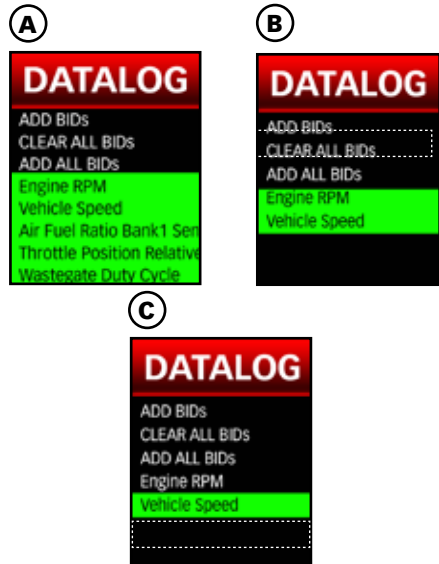 A
DATALOG
ADD BIDs
CLEAR ALL BIDs
ADD ALL BIDs
Engine RPM
Vehicle Speed
Air Fuel Ratio Bank1 Sen
Throttle Position Relative
Wastegate Duty Cycle
B
DATALOG
ADD BIDs
CLEAR ALL BIDs
ADD ALL BIDs
Engine RPM
Vehicle Speed
C
DATALOG
ADD BIDs
CLEAR ALL BIDs
ADD ALL BIDs
Engine RPM
Vehicle Speed